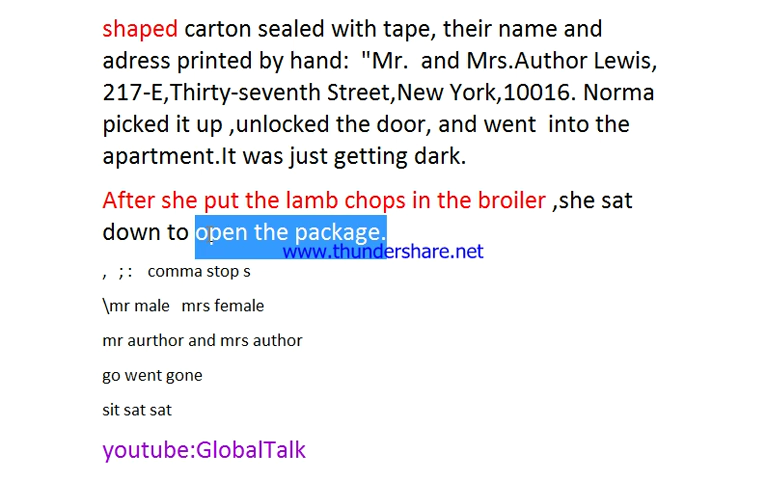 shaped carton sealed with tape, their name and
adress printed by hand:  "Mr.  and Mrs.Author Lewis,
217-E,Thirty-seventh Street,New York,10016. Norma
picked it up ,unlocked the door, and went  into the
apartment.It was just getting dark.
After she put the lamb chops in the broiler ,she sat
down to open the package.
www.thundershare.net
,   ; :    comma stop s
\mr male   mrs female
mr aurthor and mrs author
go went gone
sit sat sat
youtube:GlobalTalk